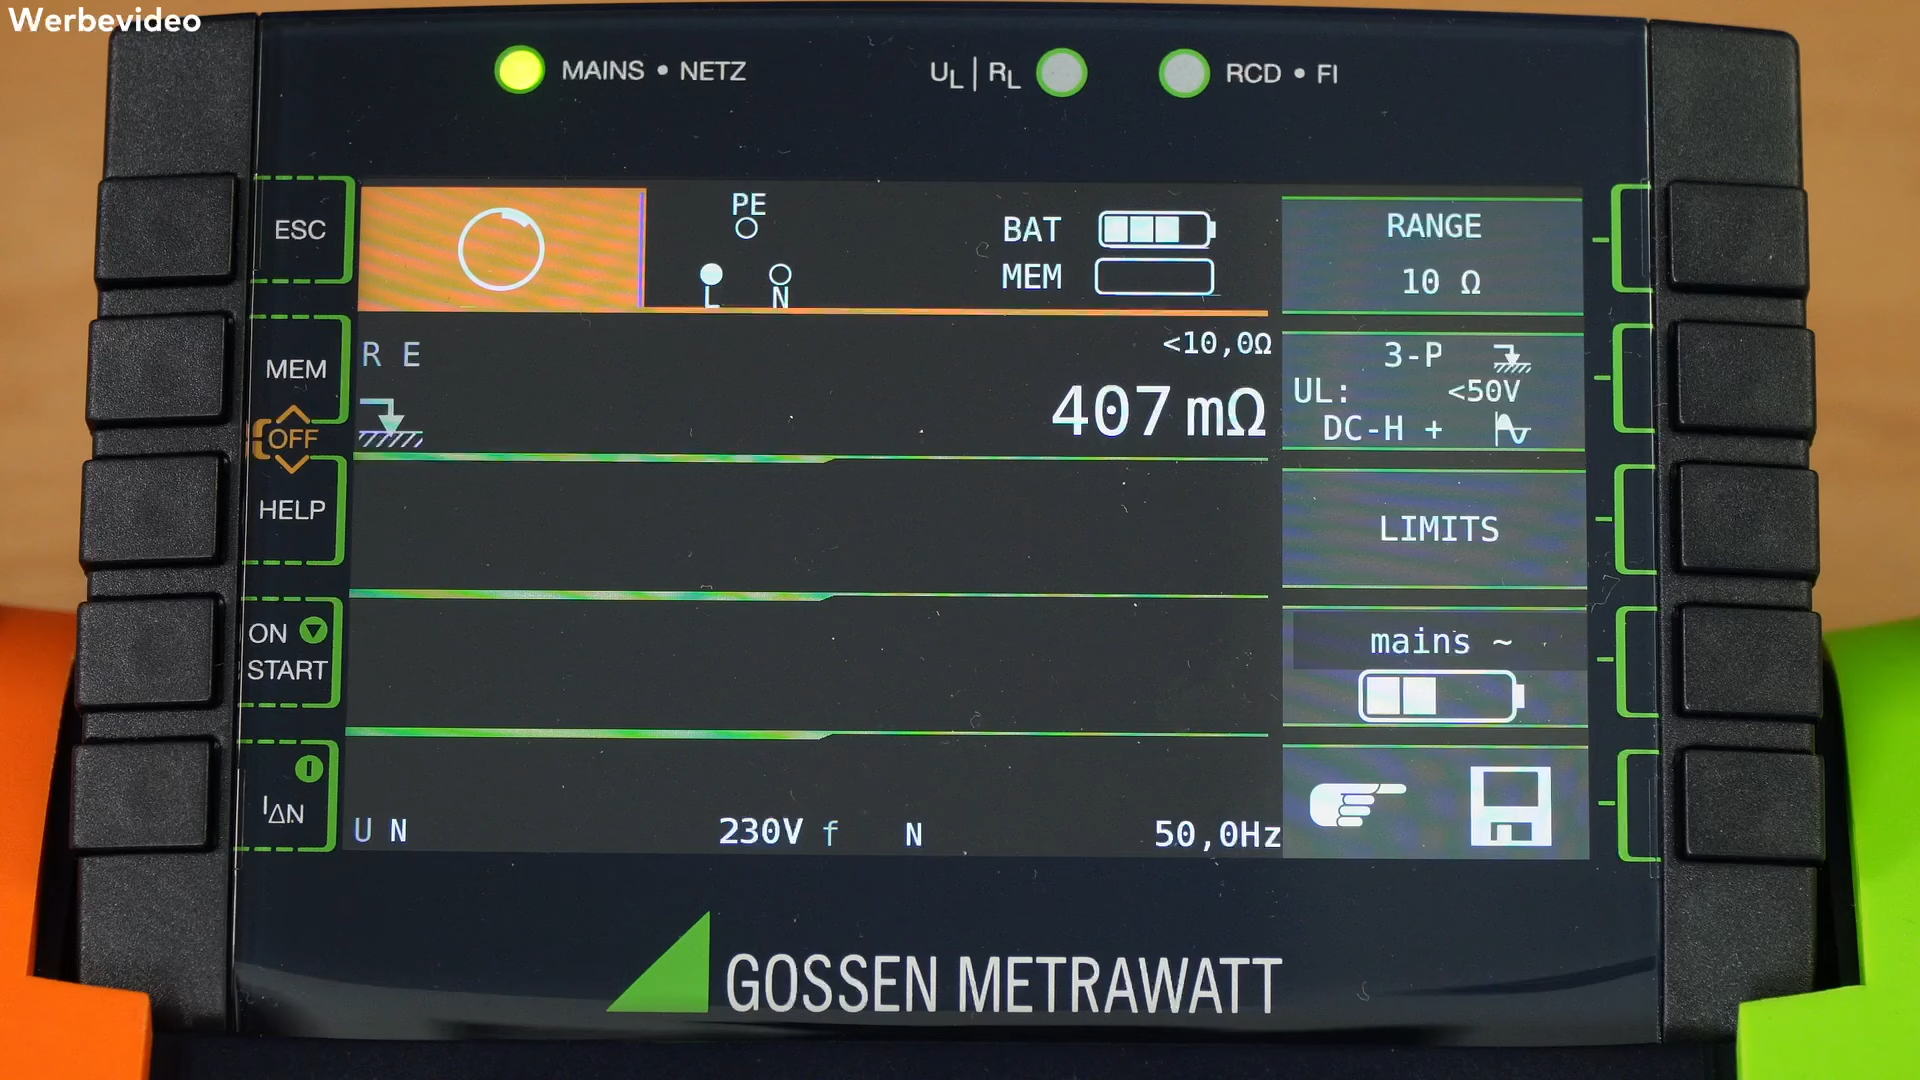 Werbevideo
MAINS • NETZ
UL | RL
RCD • FI
ESC
MEM
OFF
HELP
ON
START
IΔN
PE
L
N
BAT
MEM
R E
<10,0Ω
407 mΩ
U N
230V f
N
50,0Hz
RANGE
10 Ω
3-P
UL: <50V
DC-H +
LIMITS
mains ~
GOSSEN METRAWATT